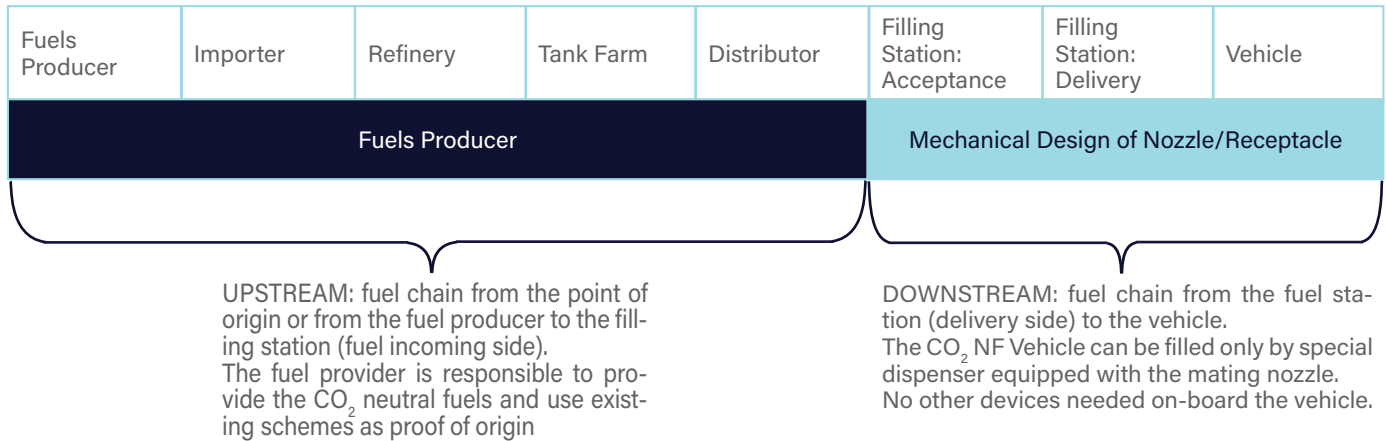 Fuels
Producer
Importer
Refinery
Tank Farm
Distributor
Filling
Station:
Acceptance
Filling
Station:
Delivery
Vehicle
Fuels Producer
Mechanical Design of Nozzle/Receptacle
UPSTREAM: fuel chain from the point of
origin or from the fuel producer to the fill-
ing station (fuel incoming side).
The fuel provider is responsible to pro-
vide the CO₂ neutral fuels and use exist-
ing schemes as proof of origin
DOWNSTREAM: fuel chain from the fuel sta-
tion (delivery side) to the vehicle.
The CO₂ NF Vehicle can be filled only by special
dispenser equipped with the mating nozzle.
No other devices needed on-board the vehicle.